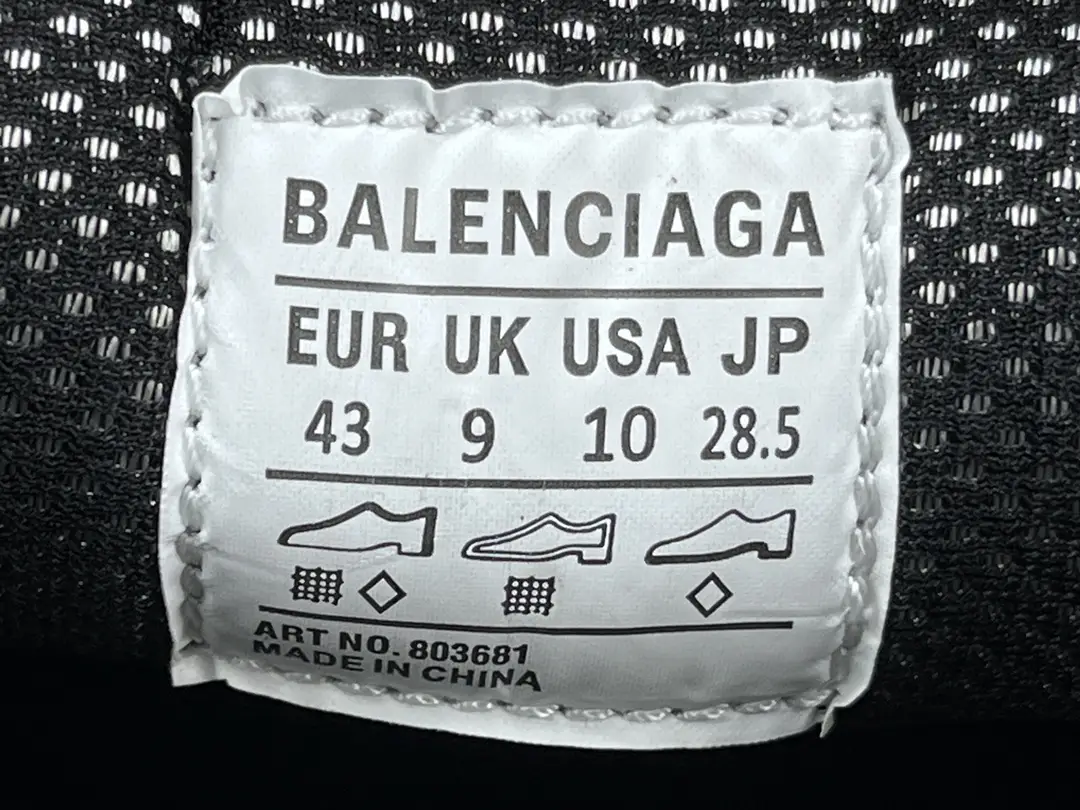 BALENCIAGA
EUR UK USA JP
43 9 10 28.5
ART NO. 803681
MADE IN CHINA